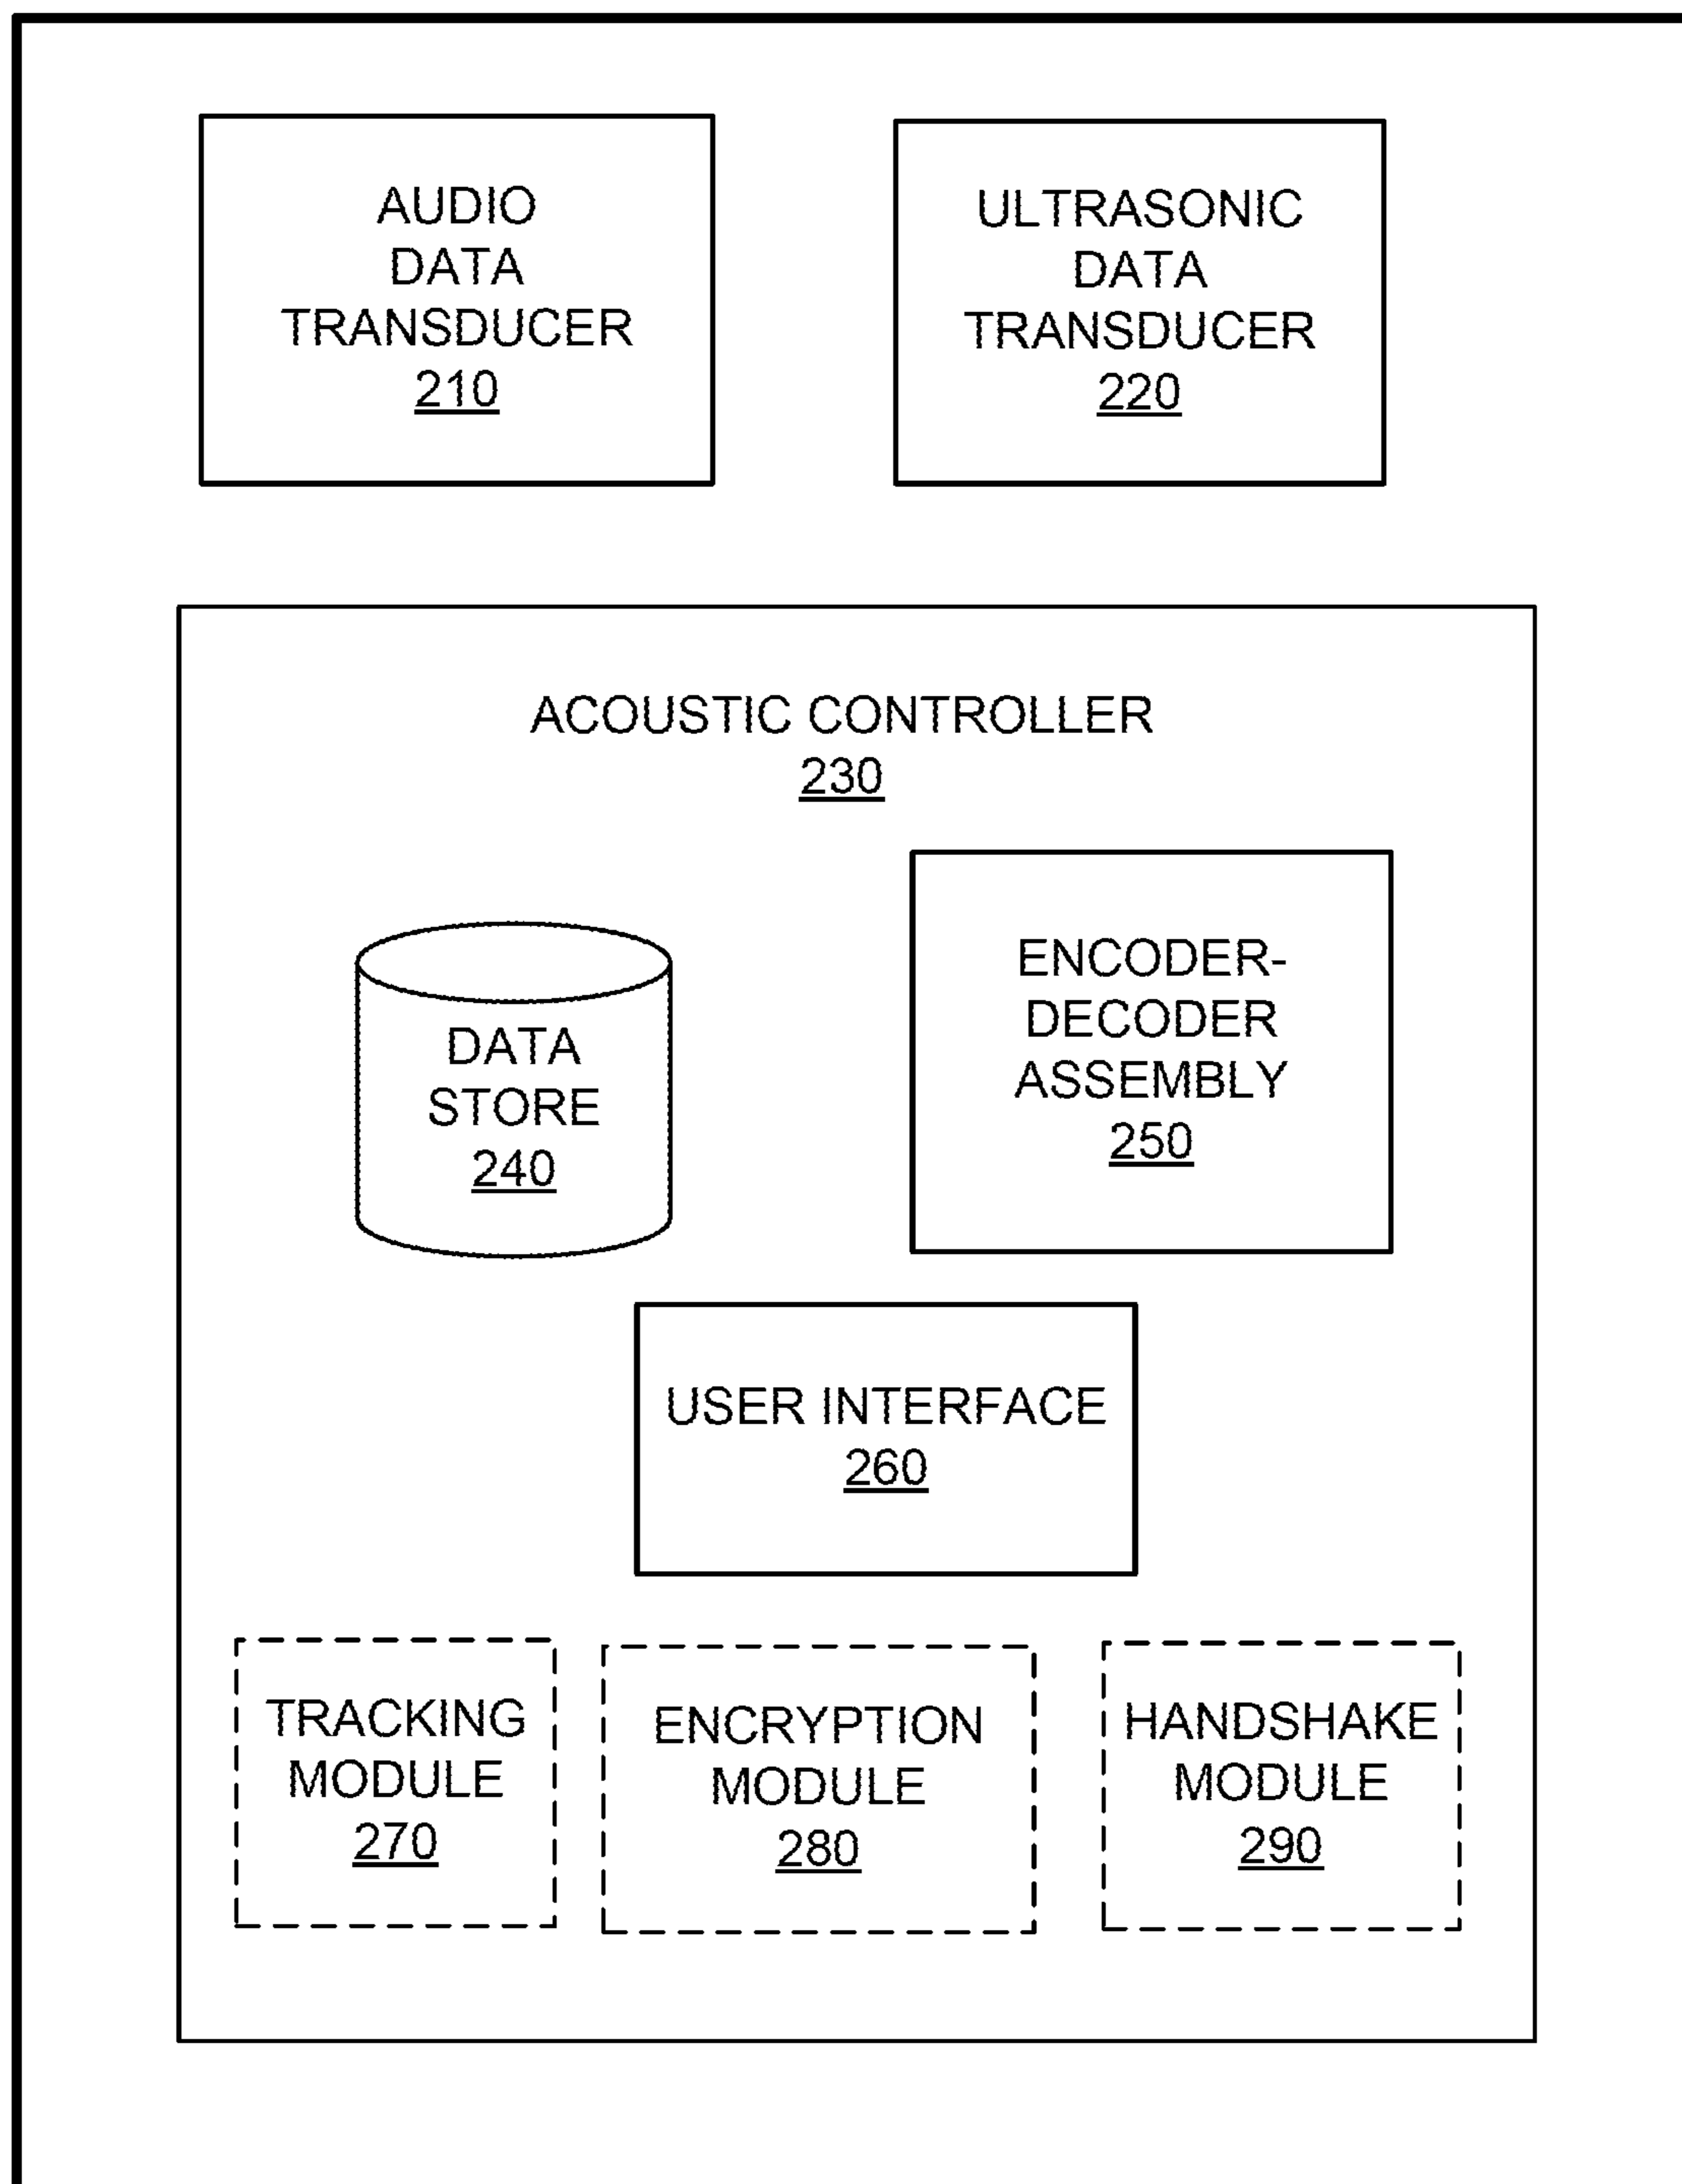 AUDIO
DATA
TRANSDUCER
210
ULTRASONIC
DATA
TRANSDUCER
220
ACOUSTIC CONTROLLER
230
DATA
STORE
240
ENCODER-
DECODER
ASSEMBLY
250
USER INTERFACE
260
TRACKING
MODULE
270
ENCRYPTION
MODULE
280
HANDSHAKE
MODULE
290